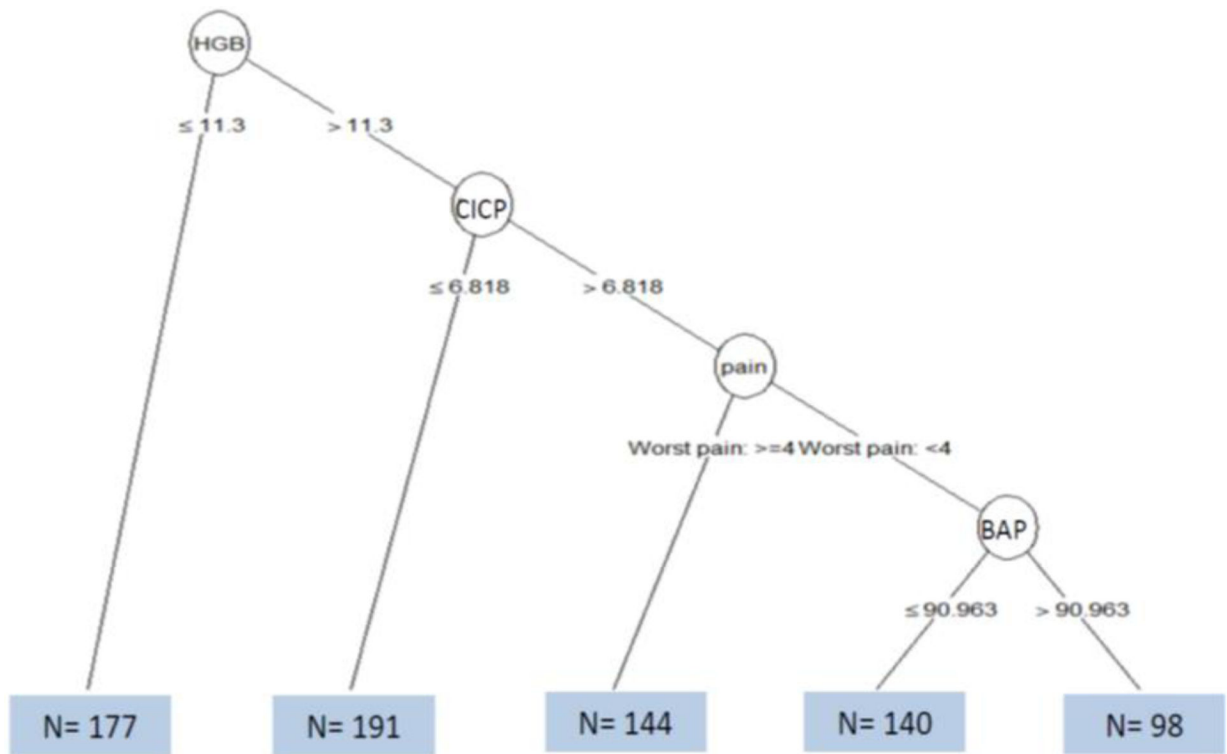 HGB
≤ 11.3
> 11.3
CICP
≤ 6.818
> 6.818
pain
Worst pain: >=4
Worst pain: <4
BAP
≤ 90.963
> 90.963
N= 177
N= 191
N= 144
N= 140
N= 98